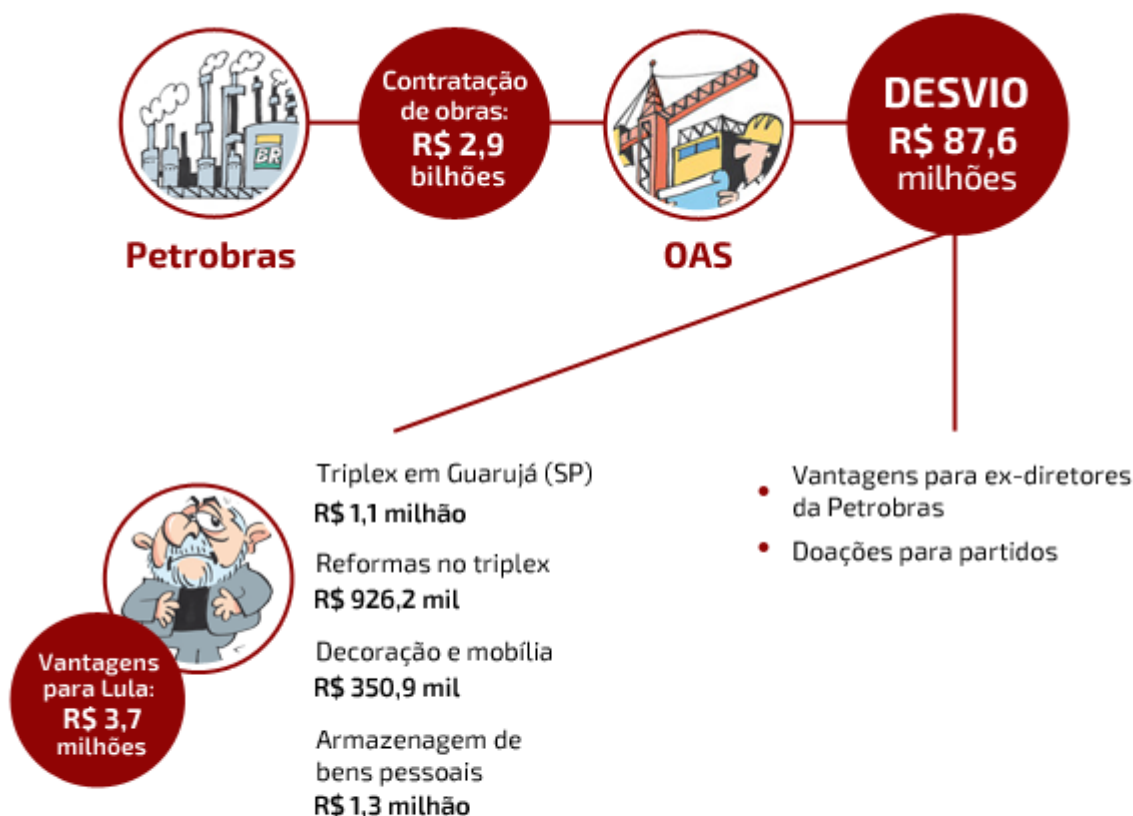 Contratação
de obras:
R$ 2,9
bilhões
BR
DESVIO
R$ 87,6
milhões
Petrobras
OAS
Triplex em Guarujá (SP)
R$ 1,1 milhão
Reformas no triplex
R$ 926,2 mil
Decoração e mobília
R$ 350,9 mil
Armazenagem de
bens pessoais
R$ 1,3 milhão
Vantagens
para Lula:
R$ 3,7
milhões
• Vantagens para ex-diretores
da Petrobras
• Doações para partidos